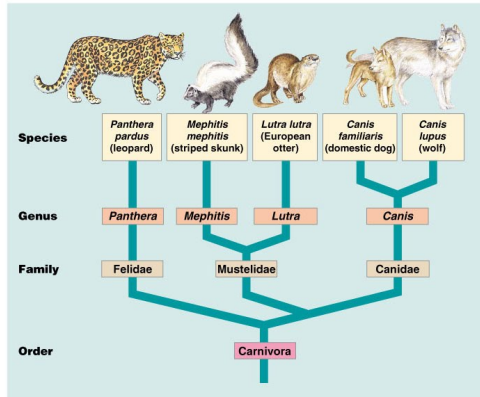 Species
Panthera
pardus
(leopard)
Mephitis
mephitis
(striped skunk)
Lutra lutra
(European
otter)
Canis
familiaris
(domestic dog)
Canis
lupus
(wolf)
Genus
Panthera
Mephitis
Lutra
Canis
Family
Felidae
Mustelidae
Canidae
Order
Carnivora